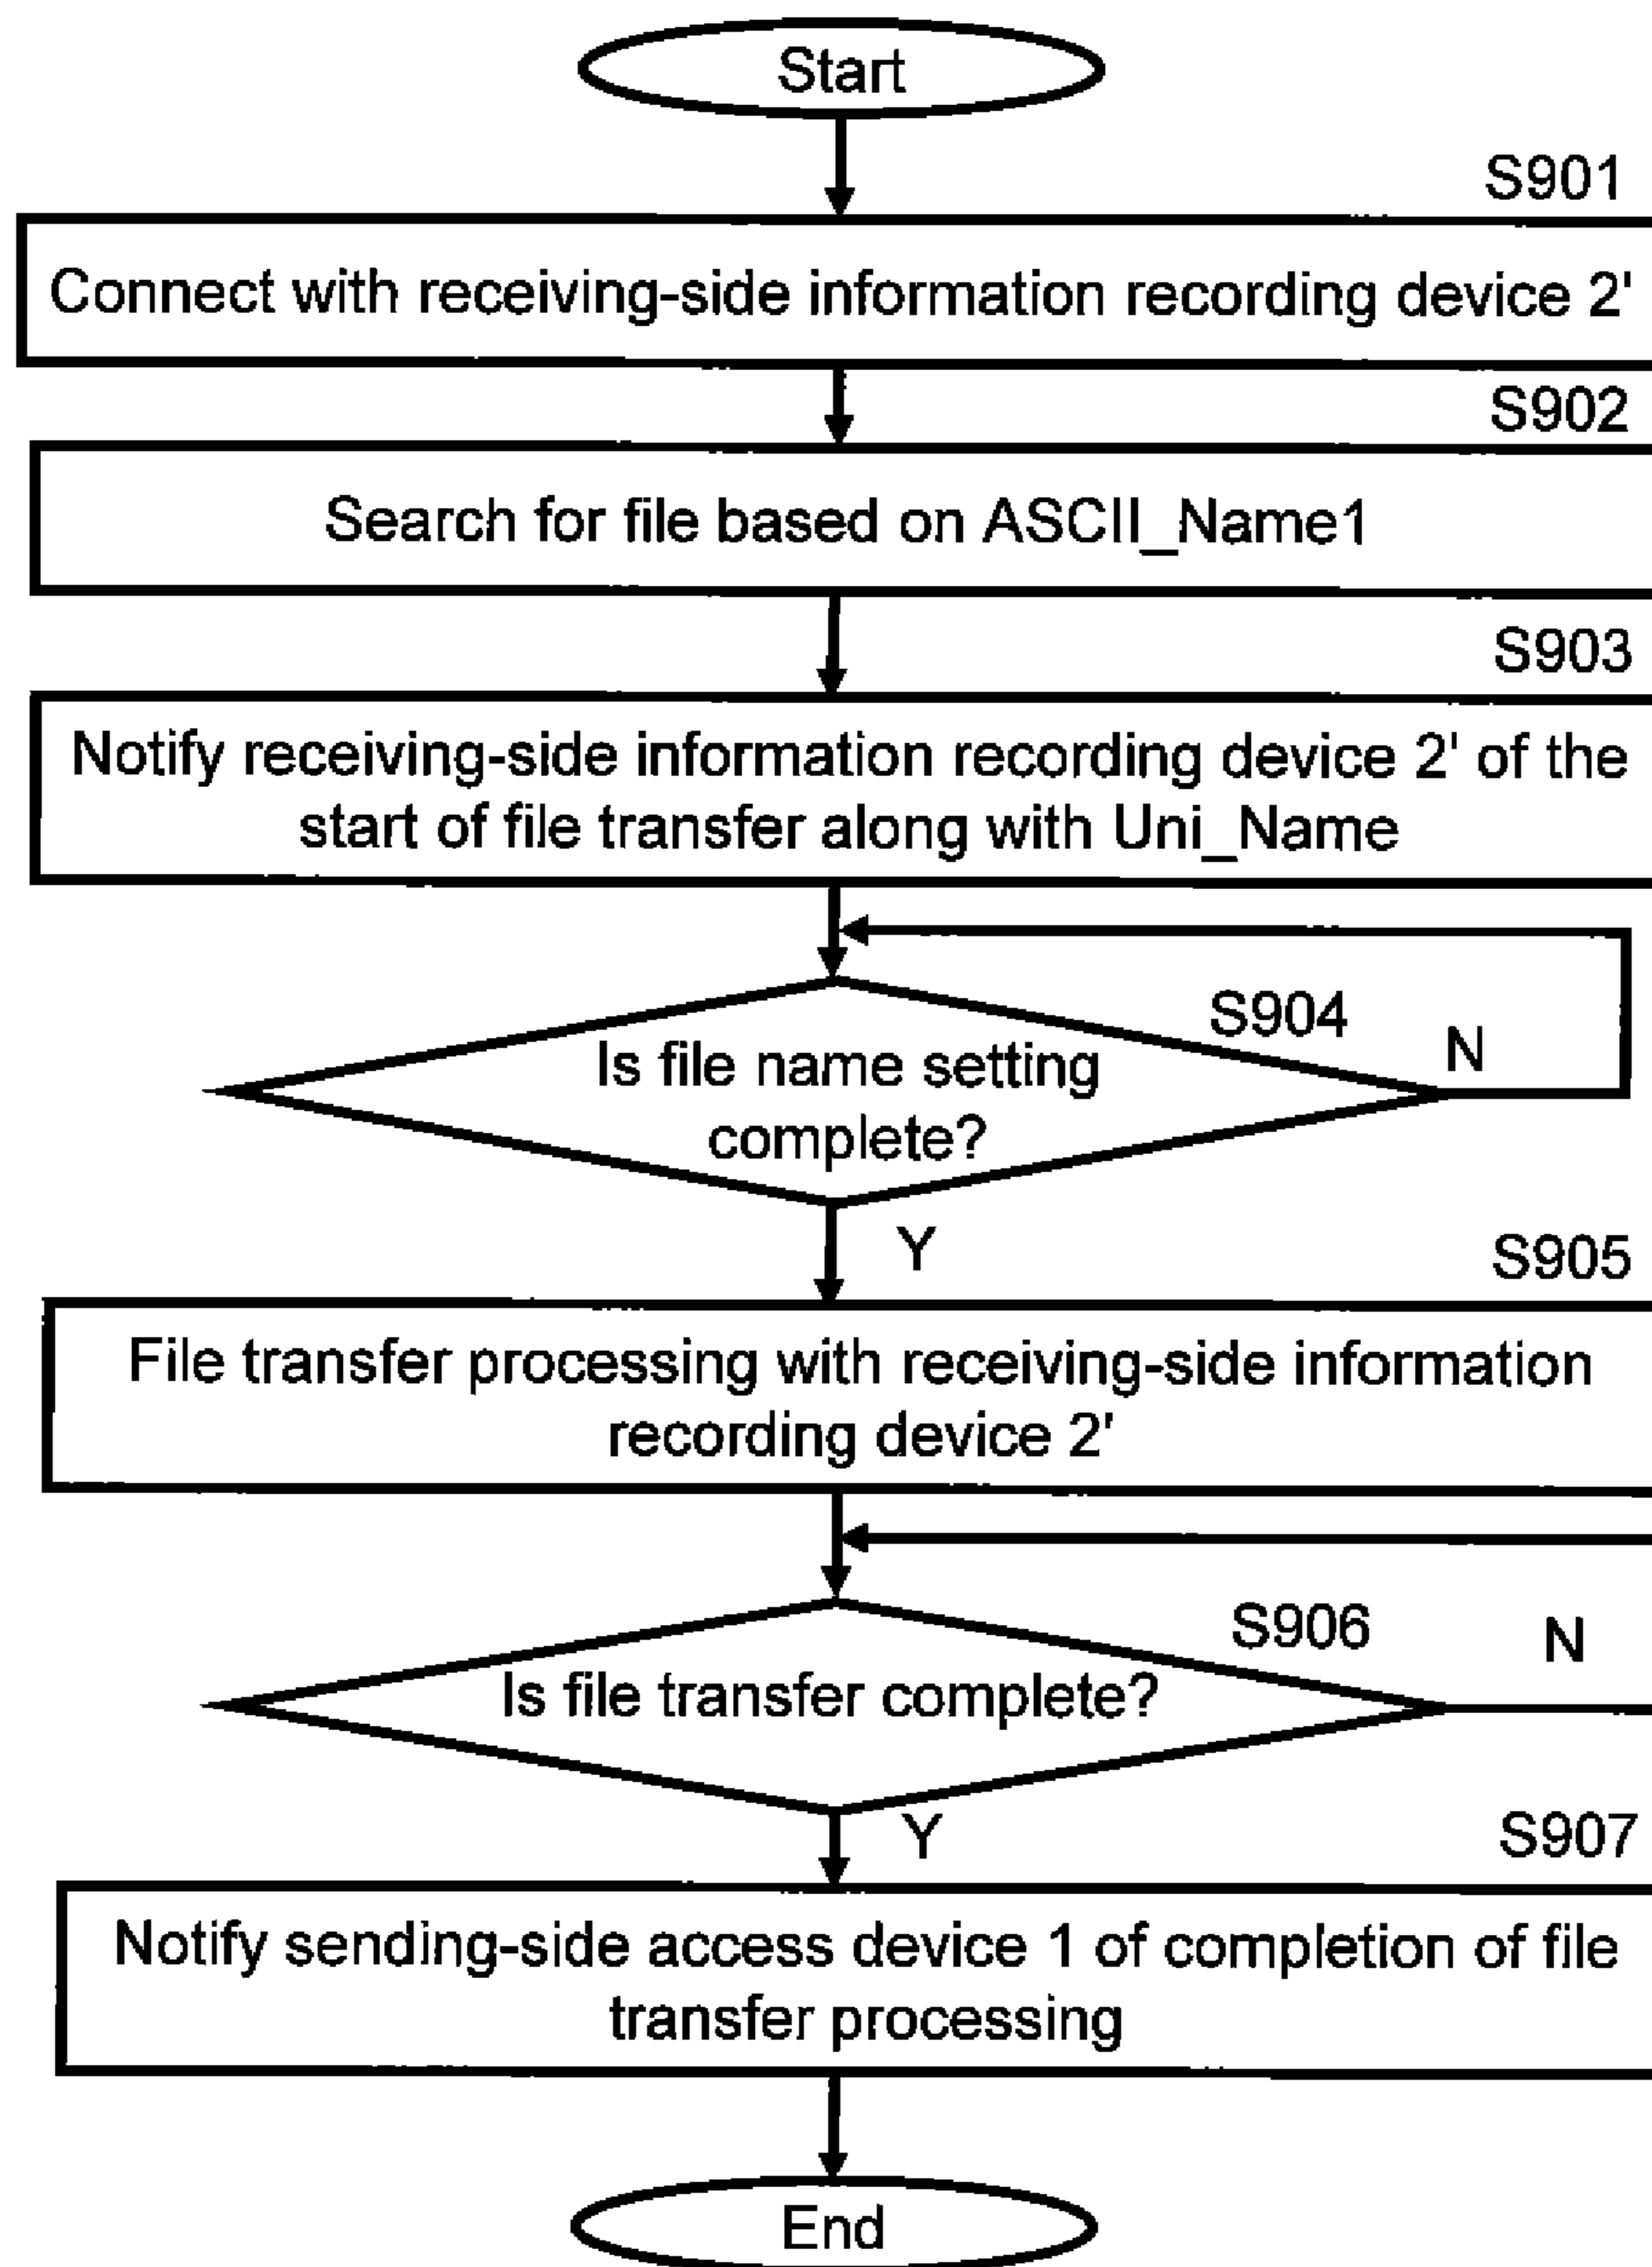 Start
S901
Connect with receiving-side information recording device 2'
S902
Search for file based on ASCII_Name1
S903
Notify receiving-side information recording device 2' of the
start of file transfer along with Uni_Name
S904
N
Is file name setting
complete?
Y
S905
File transfer processing with receiving-side information
recording device 2'
S906
N
Is file transfer complete?
Y
S907
Notify sending-side access device 1 of completion of file
transfer processing
End